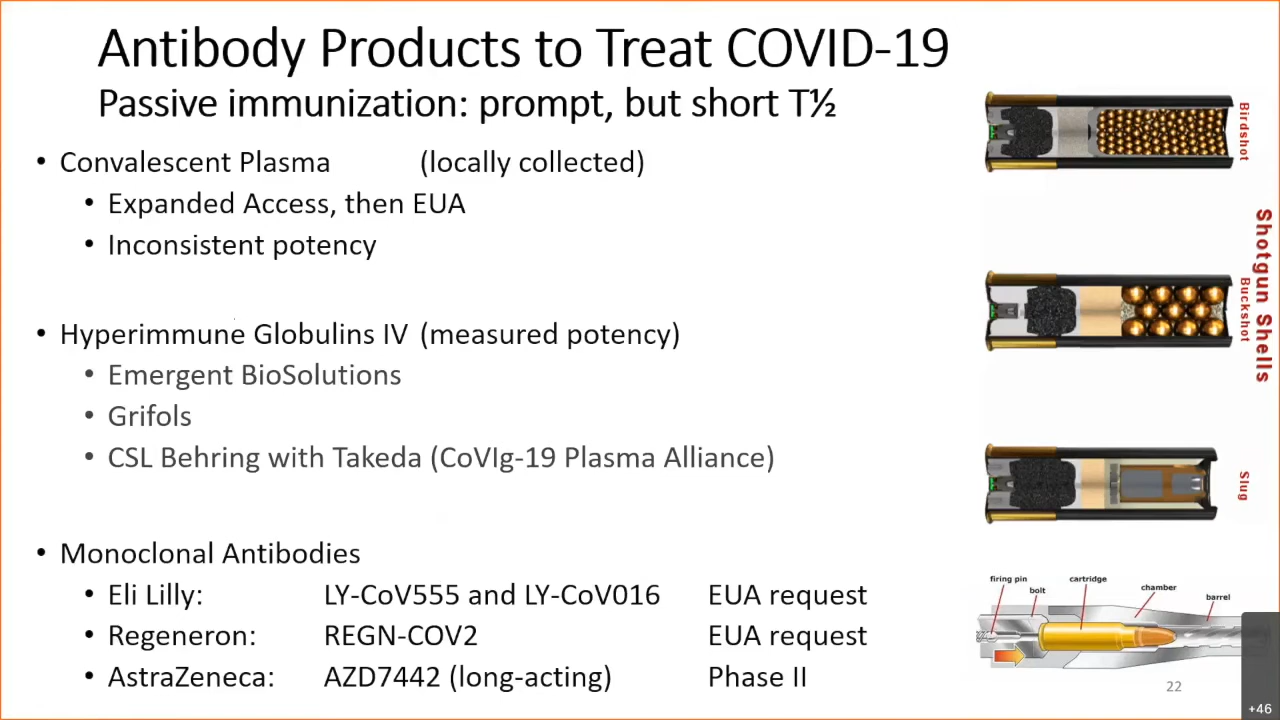 Antibody Products to Treat COVID-19
Passive immunization: prompt, but short T½
• Convalescent Plasma (locally collected)
• Expanded Access, then EUA
• Inconsistent potency
• Hyperimmune Globulins IV (measured potency)
• Emergent BioSolutions
• Grifols
• CSL Behring with Takeda (CoVIg-19 Plasma Alliance)
• Monoclonal Antibodies
• Eli Lilly: LY-CoV555 and LY-CoV016 EUA request
• Regeneron: REGN-COV2 EUA request
• AstraZeneca: AZD7442 (long-acting) Phase II
Birdshot
Buckshot
Slug
Shotgun Shells
firing pin
bolt
cartridge
chamber
barrel
22
+46